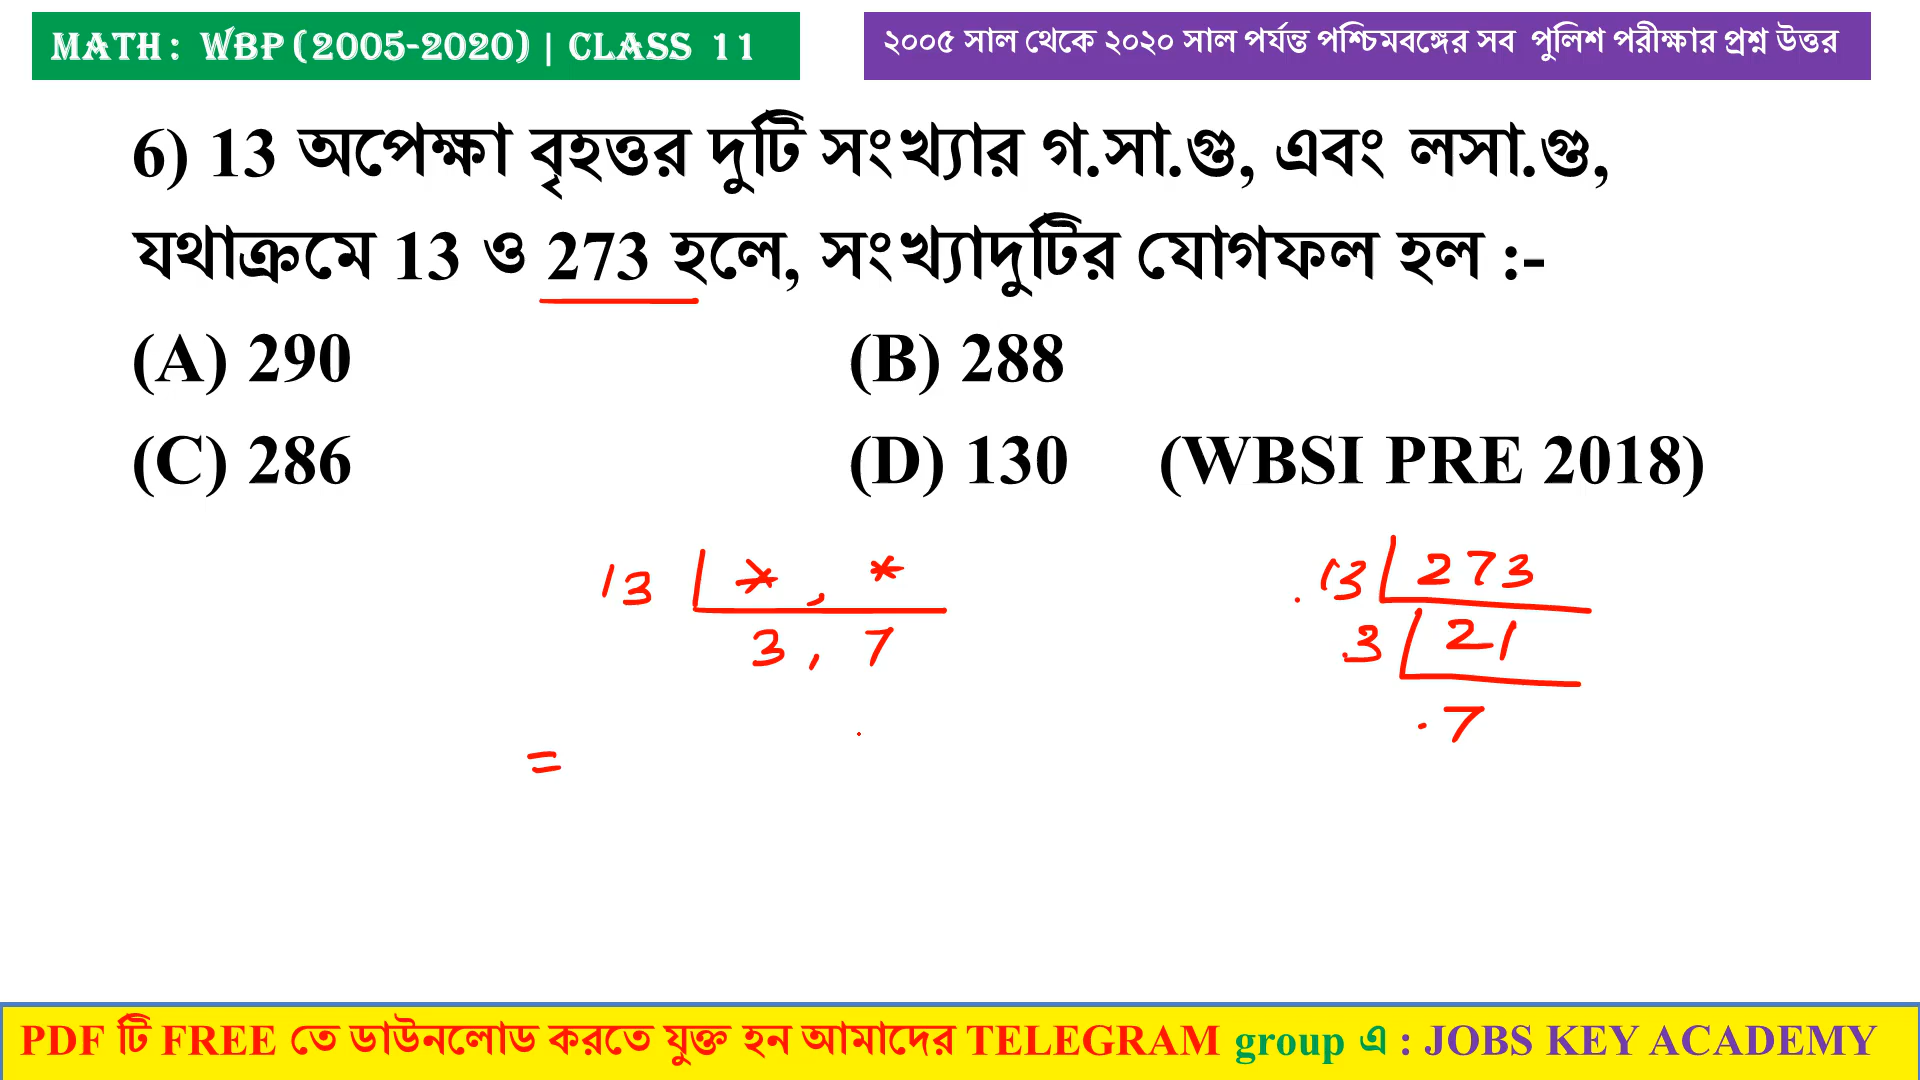 MATH: WBP (2005-2020) | CLASS 11
২০০৫ সাল থেকে ২০২০ সাল পর্যন্ত পশ্চিমবঙ্গের সব পুলিশ পরীক্ষার প্রশ্ন উত্তর
6) 13 অপেক্ষা বৃহত্তর দুটি সংখ্যার গ.সা.গু, এবং লসা.গু,
যথাক্রমে 13 ও 273 হলে, সংখ্যাদুটির যোগফল হল :-
(A) 290 (B) 288
(C) 286 (D) 130 (WBSI PRE 2018)
13 | * , *
3 , 7
=
13 | 273
3 | 21
7
PDF টি FREE তে ডাউনলোড করতে যুক্ত হন আমাদের TELEGRAM group এ : JOBS KEY ACADEMY